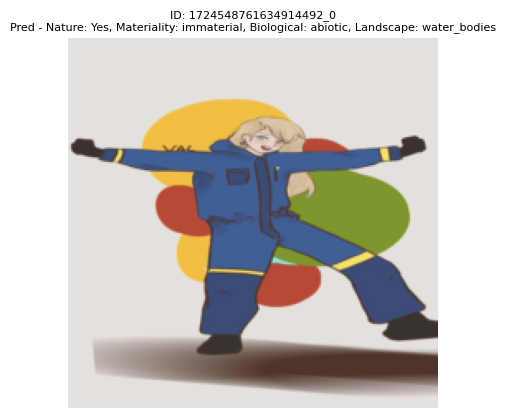 ID: 1724548761634914492_0
Pred - Nature: Yes, Materiality: immaterial, Biological: abiotic, Landscape: water_bodies